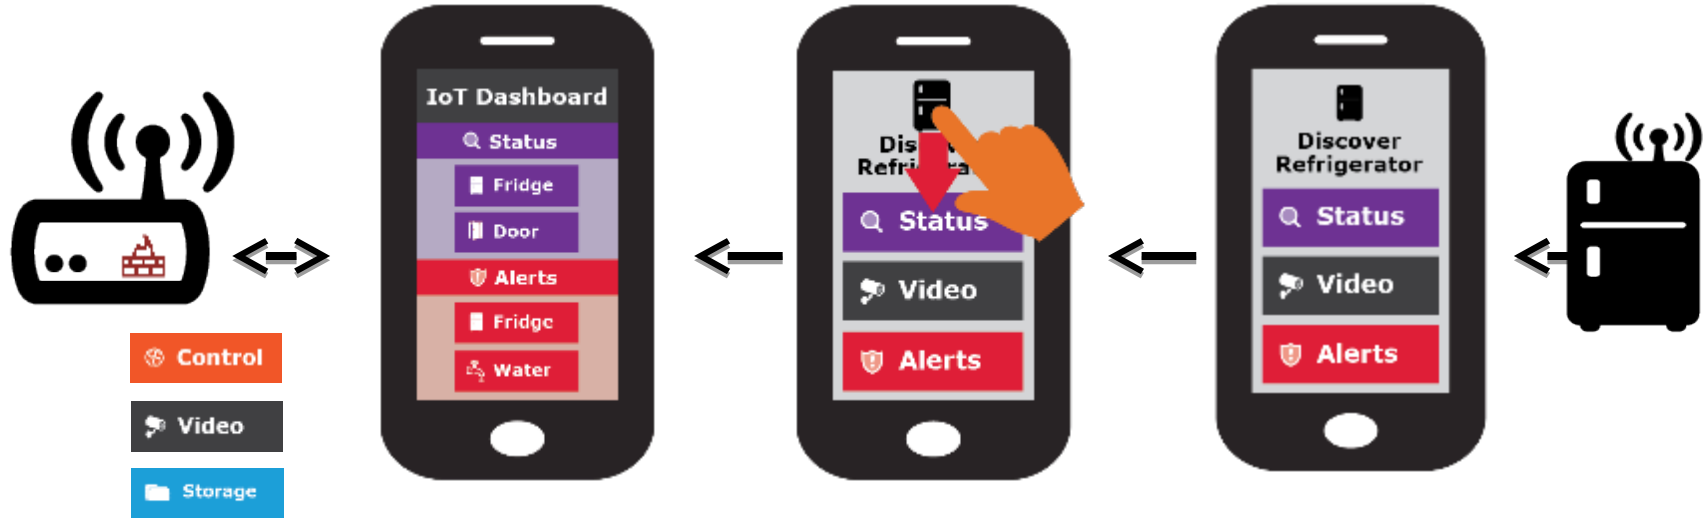 Control
Video
Storage
IoT Dashboard
Status
Fridge
Door
Alerts
Fridge
Water
Status
Video
Alerts
Discover
Refrigerator
Status
Video
Alerts